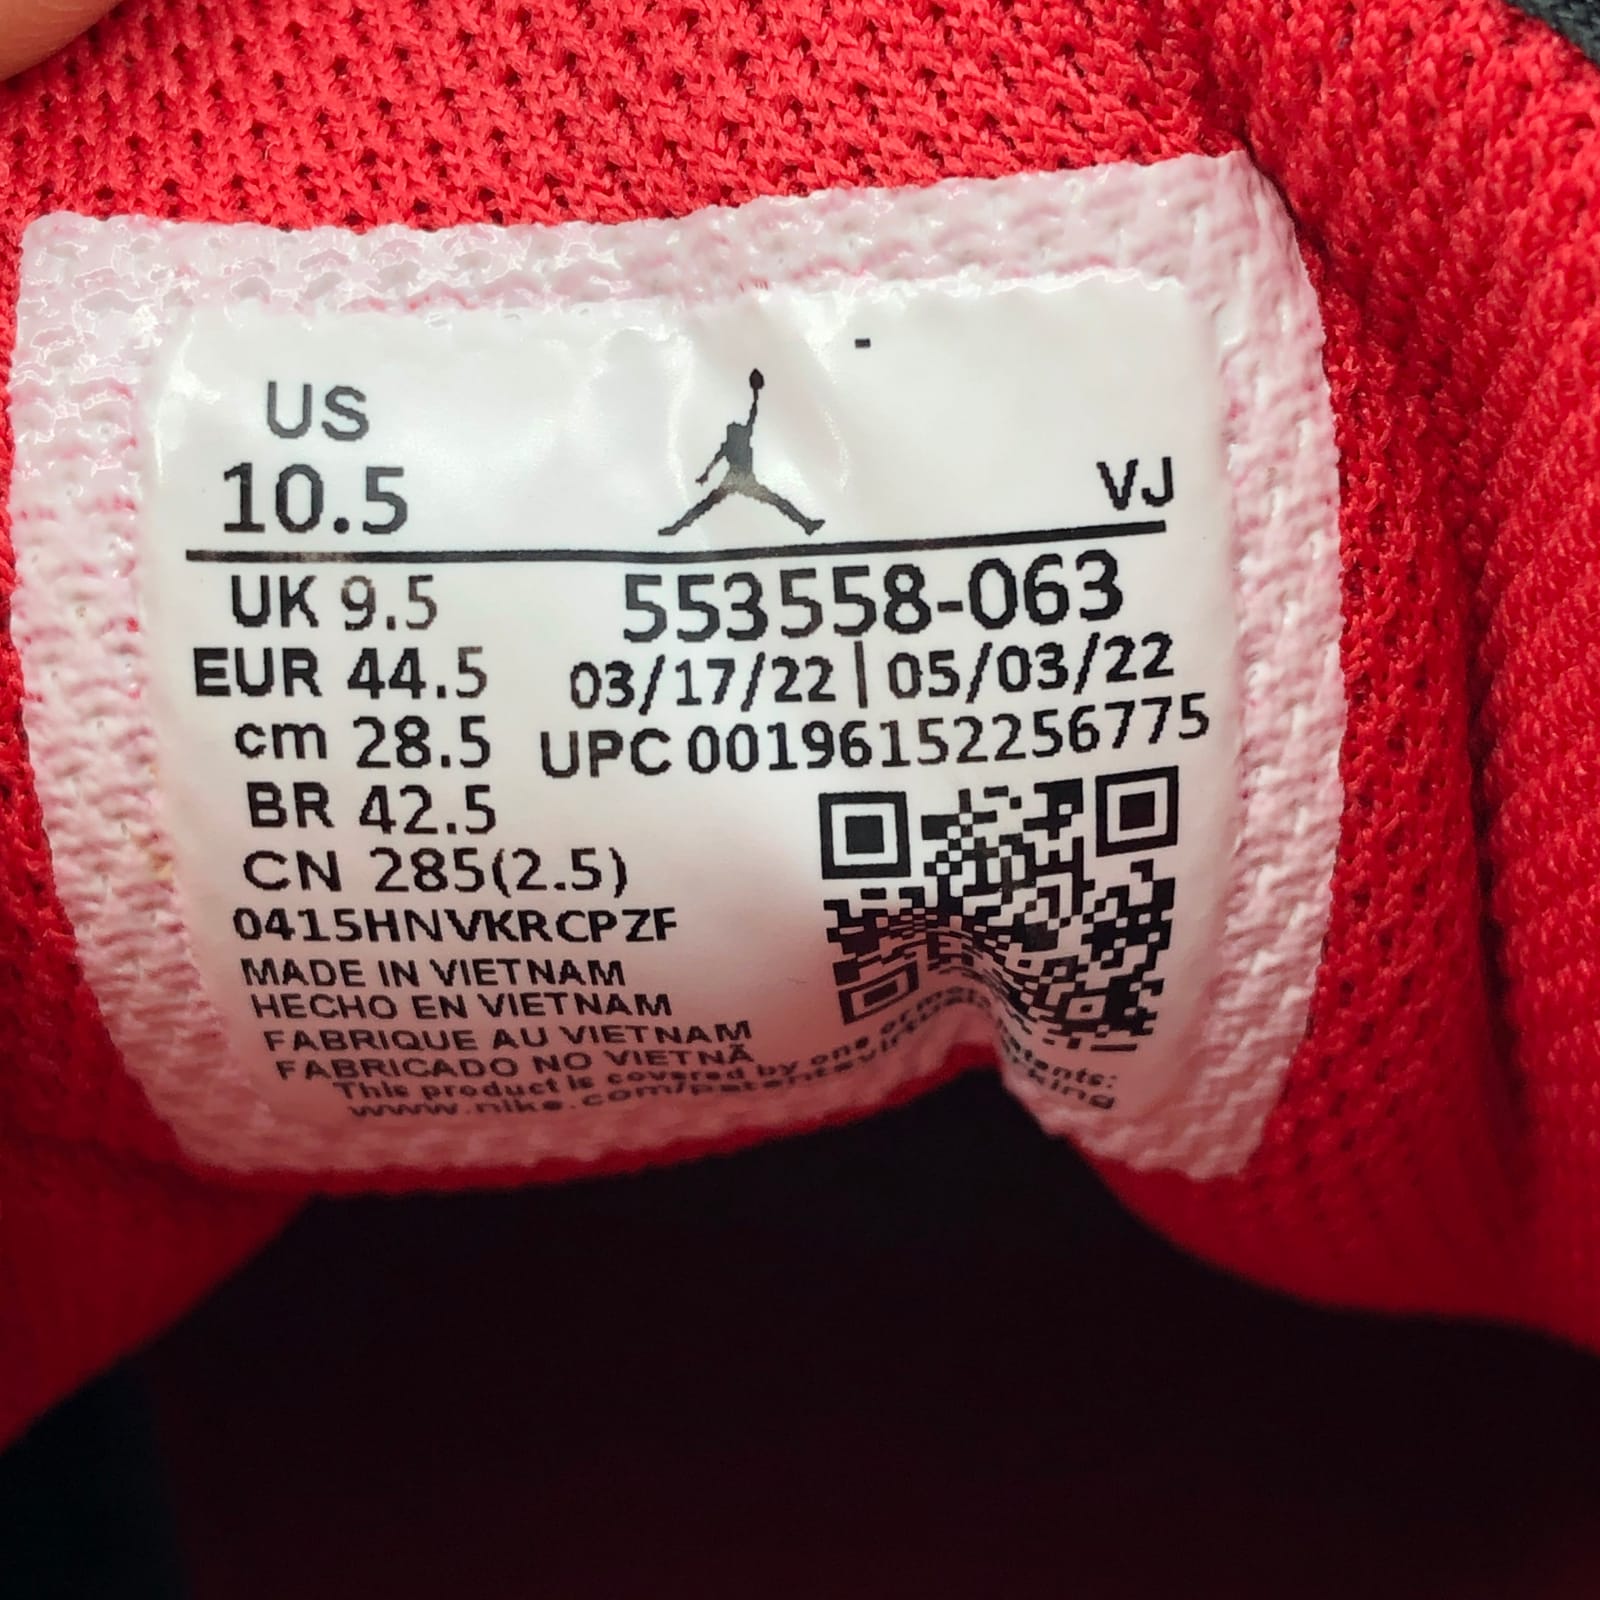 US
10.5
VJ
UK 9.5
553558-063
EUR 44.5
03/17/22 | 05/03/22
cm 28.5
UPC 00196152256775
BR 42.5
CN 285(2.5)
0415HNVKRCPZF
MADE IN VIETNAM
HECHO EN VIETNAM
FABRIQUE AU VIETNAM
FABRICADO NO VIETNÃ
This product is covered by one or more
www.nike.com/patents